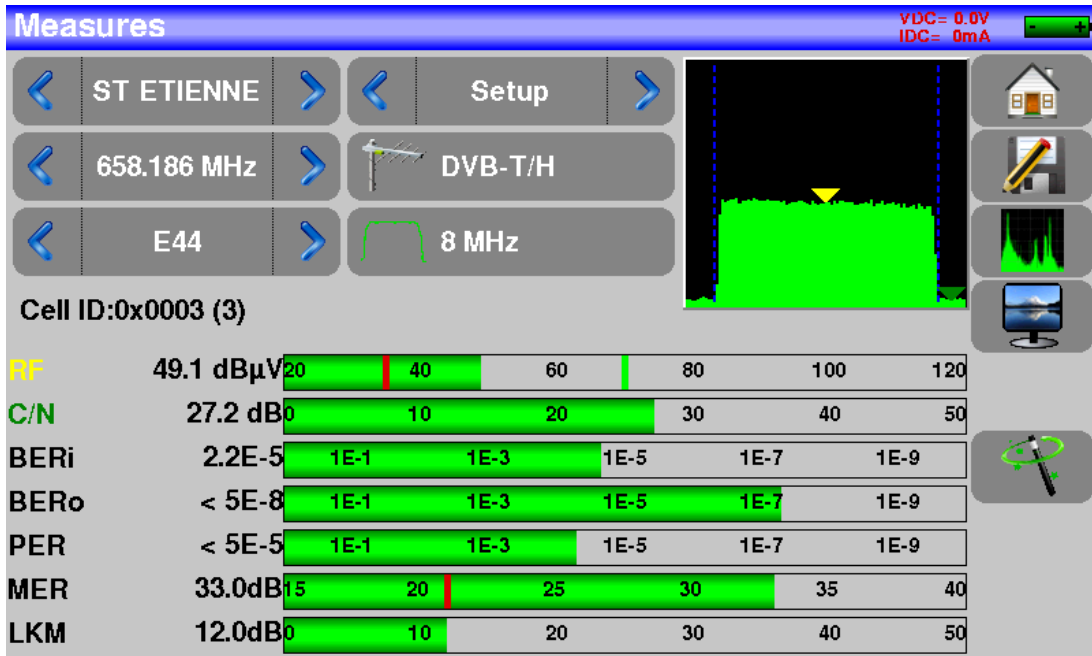 Measures
VDC= 0.0V
IDC= 0mA
- +
ST ETIENNE
Setup
658.186 MHz
DVB-T/H
E44
8 MHz
Cell ID:0x0003 (3)
RF 49.1 dBµV 20 40 60 80 100 120
C/N 27.2 dB 0 10 20 30 40 50
BERi 2.2E-5 1E-1 1E-3 1E-5 1E-7 1E-9
BERo < 5E-8 1E-1 1E-3 1E-5 1E-7 1E-9
PER < 5E-5 1E-1 1E-3 1E-5 1E-7 1E-9
MER 33.0dB 15 20 25 30 35 40
LKM 12.0dB 0 10 20 30 40 50